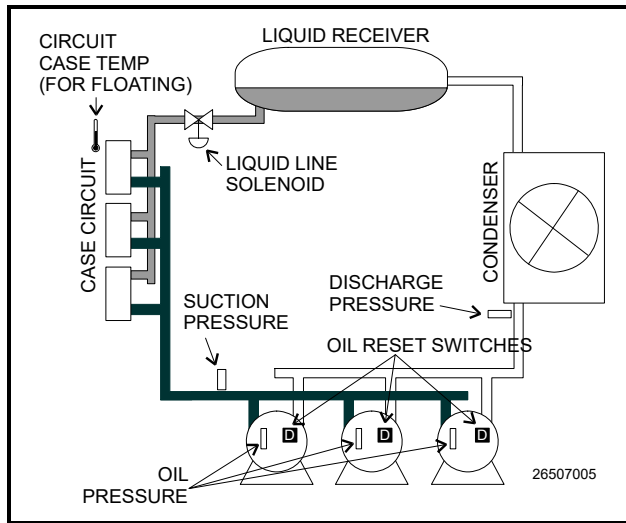 CIRCUIT
CASE TEMP
(FOR FLOATING)
LIQUID RECEIVER
LIQUID LINE
SOLENOID
CASE CIRCUIT
CONDENSER
SUCTION
PRESSURE
DISCHARGE
PRESSURE
OIL RESET SWITCHES
D
D
D
OIL
PRESSURE
26507005